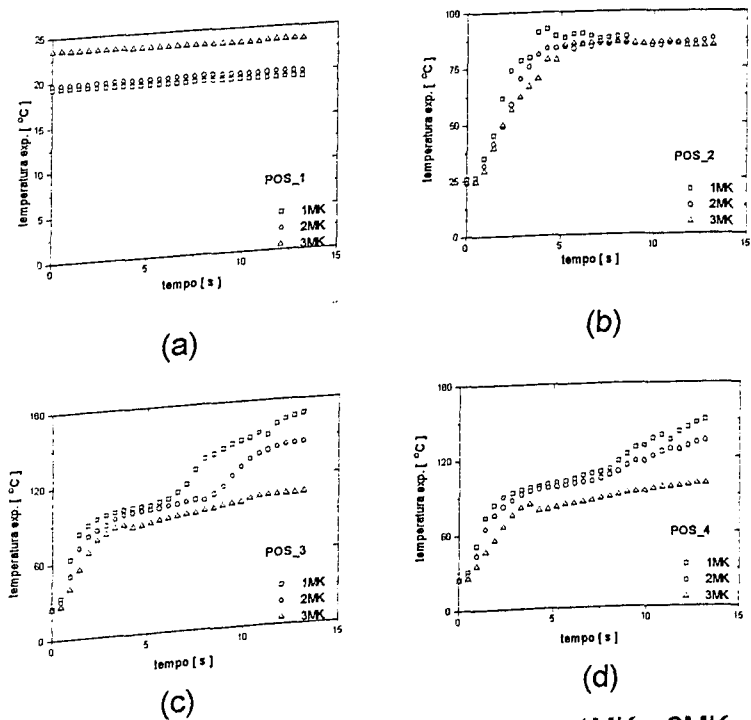 25
20
15
10
5
0
temperatura exp. [ °C ]
POS_1
□ 1MK
○ 2MK
△ 3MK
0 5 10 15
tempo [ s ]
(a)
100
75
50
25
0
temperatura exp. [ °C ]
POS_2
□ 1MK
○ 2MK
△ 3MK
0 5 10 15
tempo [ s ]
(b)
180
120
60
0
temperatura exp. [ °C ]
POS_3
□ 1MK
○ 2MK
△ 3MK
0 5 10 15
tempo [ s ]
(c)
180
120
60
0
temperatura exp. [ °C ]
POS_4
□ 1MK
○ 2MK
△ 3MK
0 5 10 15
tempo [ s ]
(d)